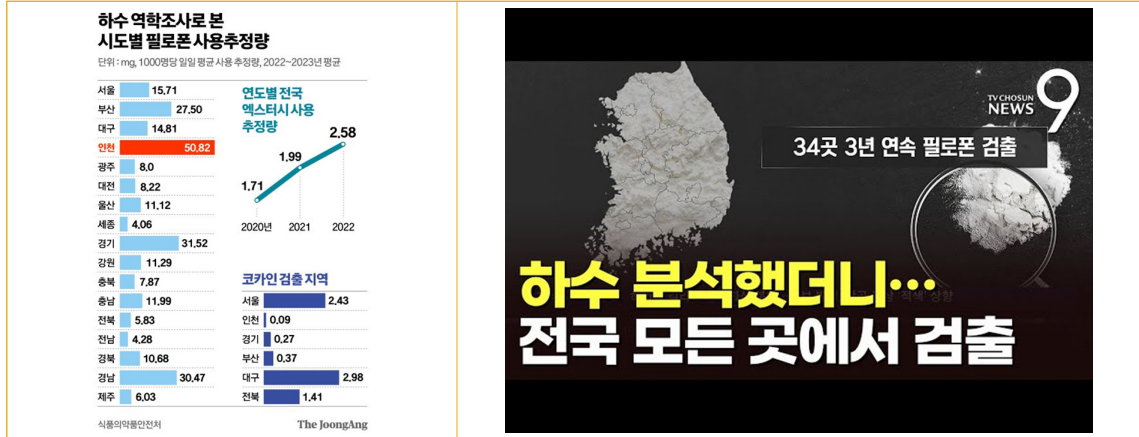 하수 역학조사로 본
시도별 필로폰 사용추정량
단위 : mg, 1000명당 일일 평균 사용 추정량, 2022~2023년 평균
서울 15.71
부산 27.50
대구 14.81
인천 50.82
광주 8.0
대전 8.22
울산 11.12
세종 4.06
경기 31.52
강원 11.29
충북 7.87
충남 11.99
전북 5.83
전남 4.28
경북 10.68
경남 30.47
제주 6.03
연도별 전국
엑스터시 사용
추정량
1.71
1.99
2.58
2020년 2021 2022
코카인 검출 지역
서울 2.43
인천 0.09
경기 0.27
부산 0.37
대구 2.98
전북 1.41
식품의약품안전처
The JoongAng
TV CHOSUN
NEWS 9
34곳 3년 연속 필로폰 검출
'적색' 상향
하수 분석했더니…
전국 모든 곳에서 검출